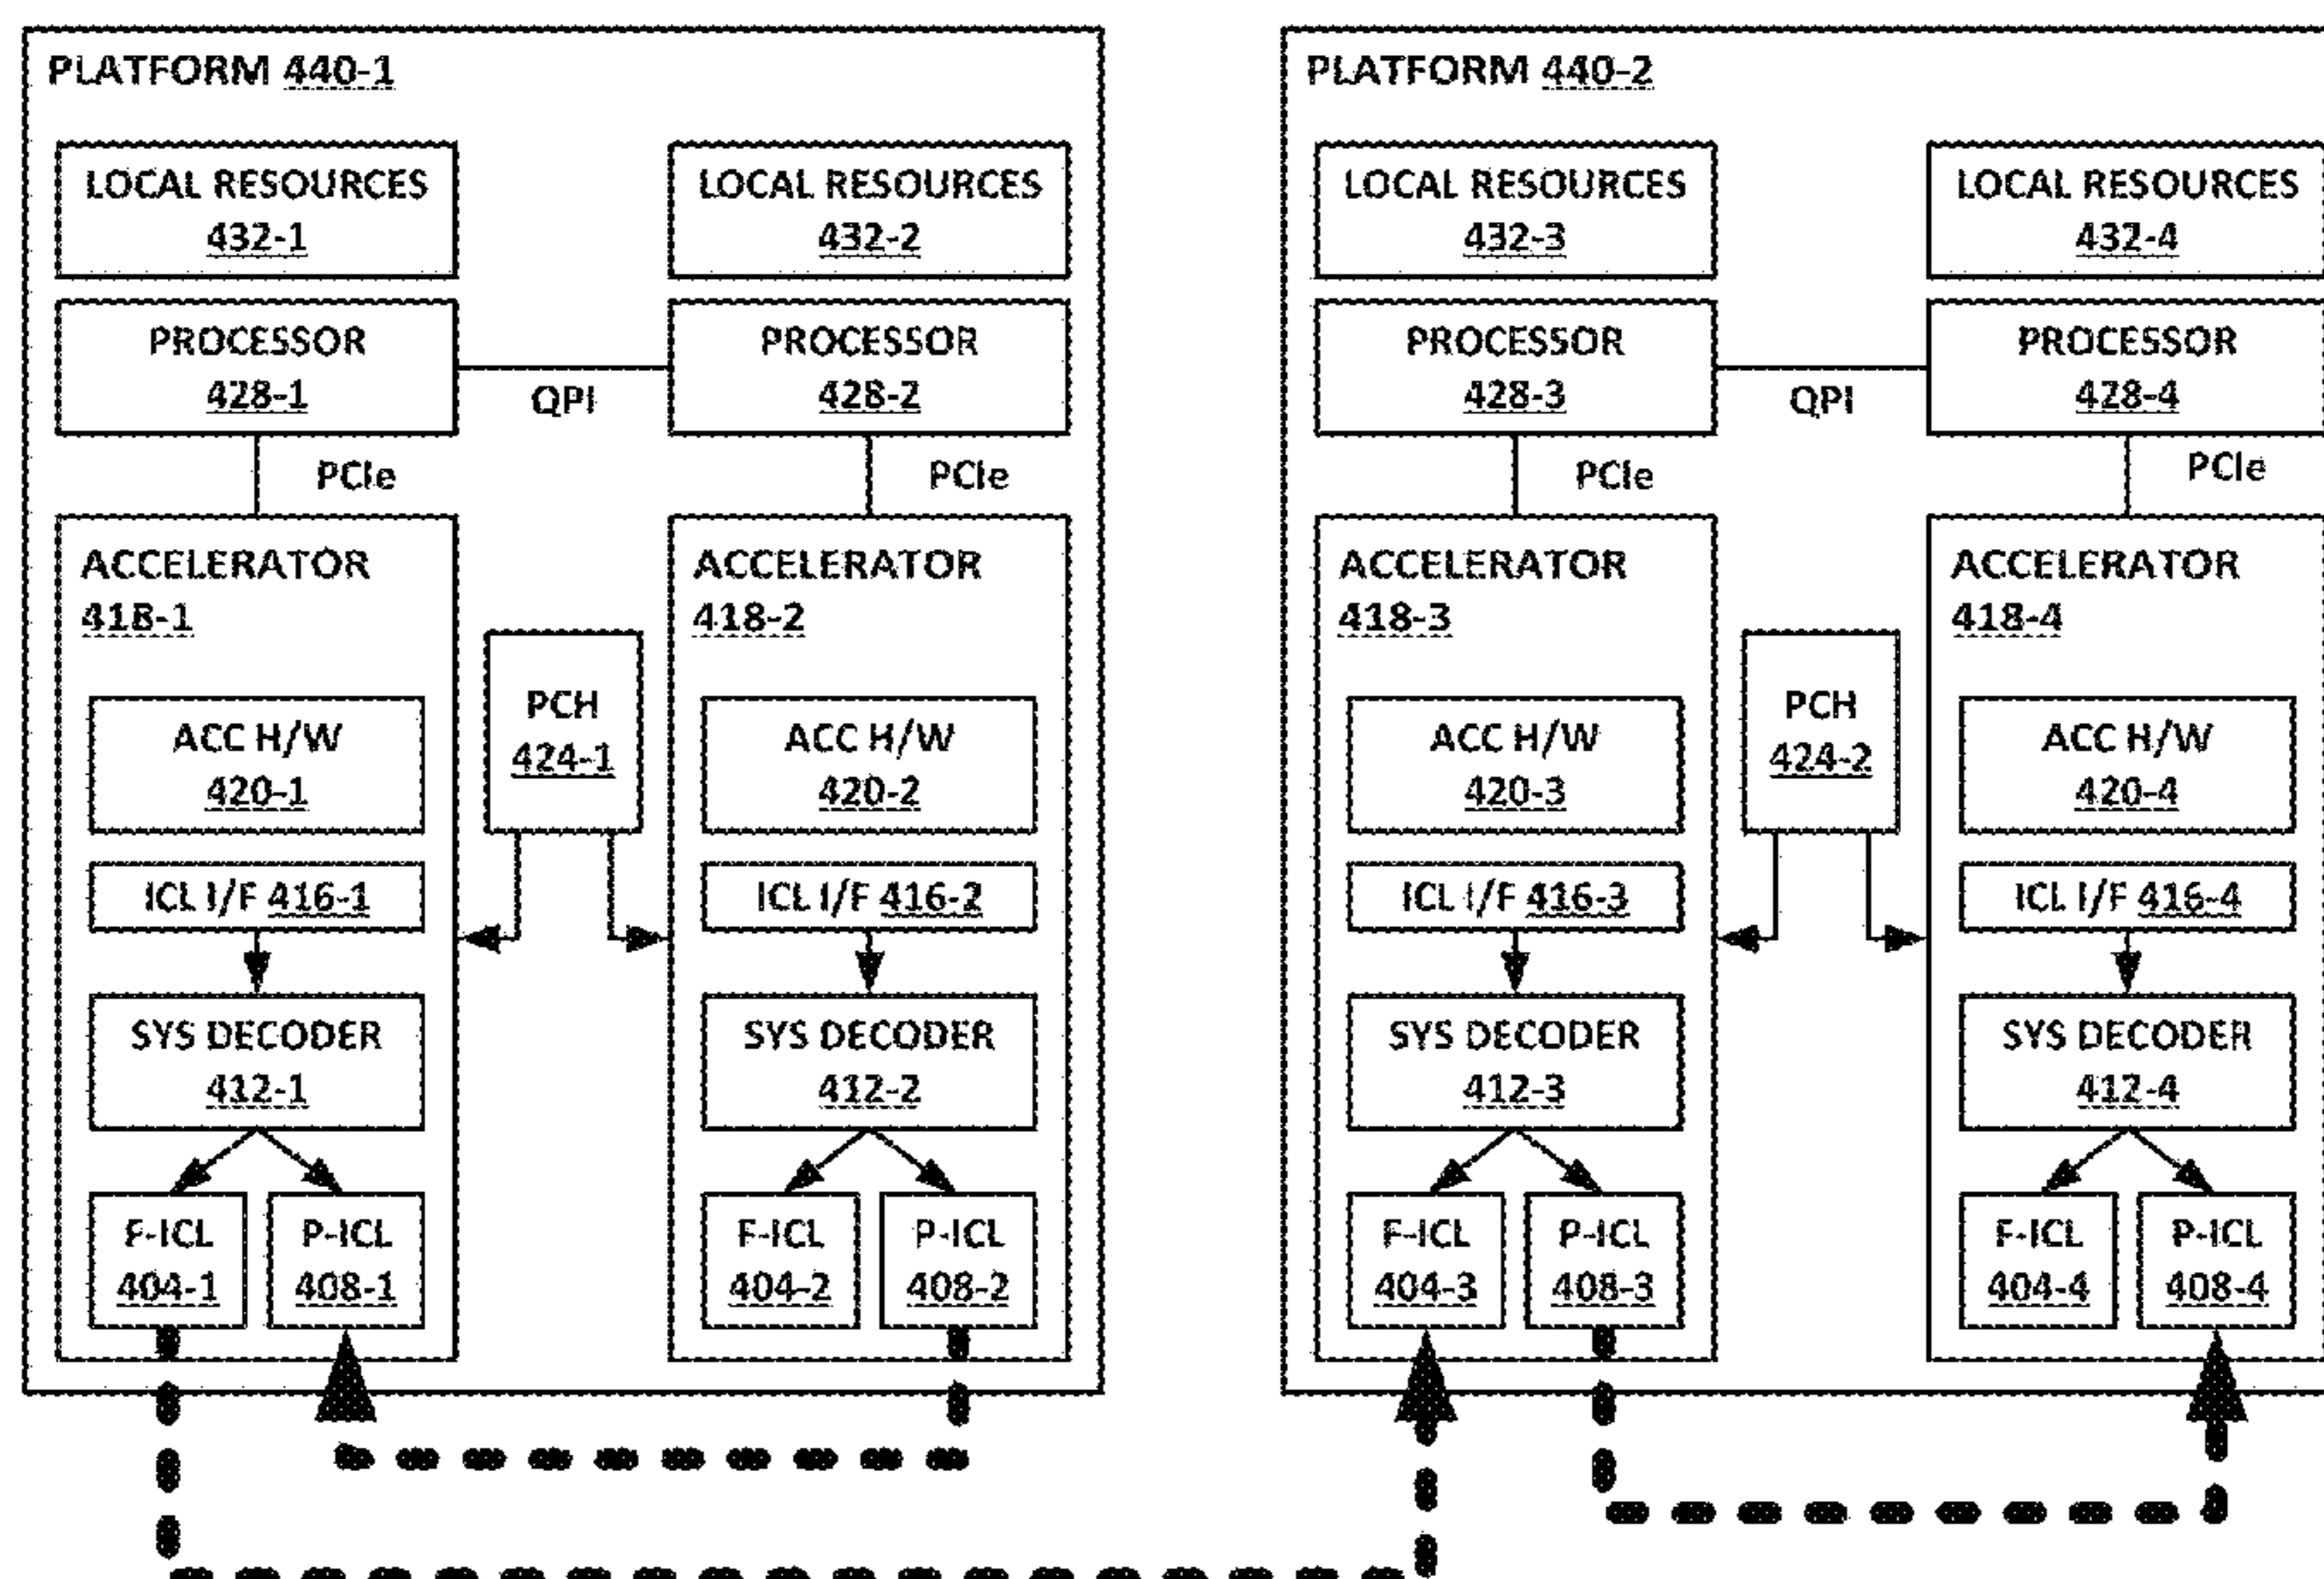 PLATFORM 440-1
LOCAL RESOURCES
432-1
LOCAL RESOURCES
432-2
PROCESSOR
428-1
QPI
PROCESSOR
428-2
PCIe
PCIe
ACCELERATOR
418-1
PCH
424-1
ACCELERATOR
418-2
ACC H/W
420-1
ACC H/W
420-2
ICL I/F 416-1
ICL I/F 416-2
SYS DECODER
412-1
SYS DECODER
412-2
F-ICL
404-1
P-ICL
408-1
F-ICL
404-2
P-ICL
408-2
PLATFORM 440-2
LOCAL RESOURCES
432-3
LOCAL RESOURCES
432-4
PROCESSOR
428-3
QPI
PROCESSOR
428-4
PCIe
PCIe
ACCELERATOR
418-3
PCH
424-2
ACCELERATOR
418-4
ACC H/W
420-3
ACC H/W
420-4
ICL I/F 416-3
ICL I/F 416-4
SYS DECODER
412-3
SYS DECODER
412-4
F-ICL
404-3
P-ICL
408-3
F-ICL
404-4
P-ICL
408-4